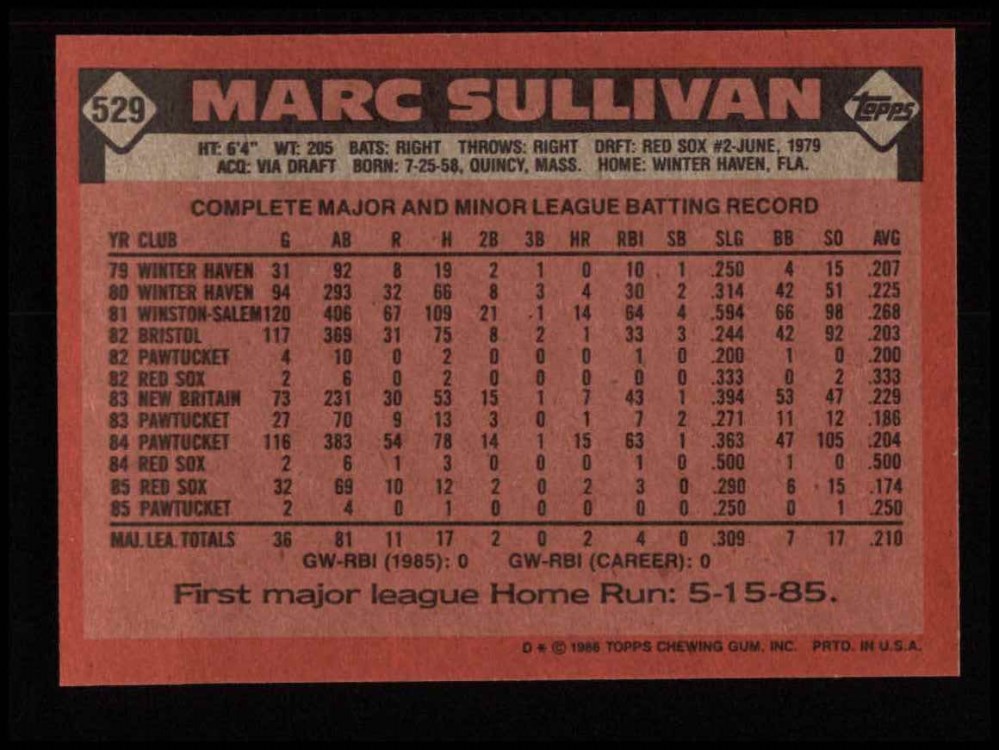 529 MARC SULLIVAN Topps
HT: 6'4" WT: 205 BATS: RIGHT THROWS: RIGHT DRFT: RED SOX #2-JUNE, 1979
ACQ: VIA DRAFT BORN: 7-25-58, QUINCY, MASS. HOME: WINTER HAVEN, FLA.
COMPLETE MAJOR AND MINOR LEAGUE BATTING RECORD
YR CLUB G AB R H 2B 3B HR RBI SB SLG BB SO AVG
79 WINTER HAVEN 31 92 8 19 2 1 0 10 1 .250 4 15 .207
80 WINTER HAVEN 94 293 32 66 8 3 4 30 2 .314 42 51 .225
81 WINSTON-SALEM 120 406 67 109 21 1 14 64 4 .594 66 98 .268
82 BRISTOL 117 369 31 75 8 2 1 33 3 .244 42 92 .203
82 PAWTUCKET 4 10 0 2 0 0 0 1 0 .200 1 0 .200
82 RED SOX 2 6 0 2 0 0 0 0 0 .333 0 2 .333
83 NEW BRITAIN 73 231 30 53 15 1 7 43 1 .394 53 47 .229
83 PAWTUCKET 27 70 9 13 3 0 1 7 2 .271 11 12 .186
84 PAWTUCKET 116 383 54 78 14 1 15 63 1 .363 47 105 .204
84 RED SOX 2 6 1 3 0 0 0 1 0 .500 1 0 .500
85 RED SOX 32 69 10 12 2 0 2 3 0 .290 6 15 .174
85 PAWTUCKET 2 4 0 1 0 0 0 0 0 .250 0 1 .250
MAJ. LEA. TOTALS 36 81 11 17 2 0 2 4 0 .309 7 17 .210
GW-RBI (1985): 0 GW-RBI (CAREER): 0
First major league Home Run: 5-15-85.
D * © 1986 TOPPS CHEWING GUM, INC. PRTD. IN U.S.A.